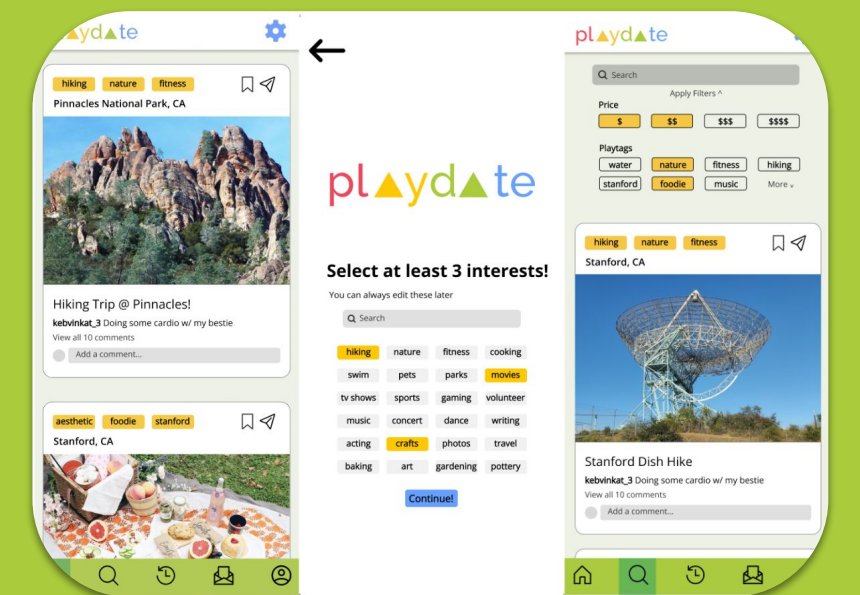 aydate
hiking nature fitness
Pinnacles National Park, CA
Hiking Trip @ Pinnacles!
kebvinkat_3 Doing some cardio w/ my bestie
View all 10 comments
Add a comment...
aesthetic foodie stanford
Stanford, CA
playdate
Select at least 3 interests!
You can always edit these later
Search
hiking nature fitness cooking
swim pets parks movies
tv shows sports gaming volunteer
music concert dance writing
acting crafts photos travel
baking art gardening pottery
Continue!
playdate
Search
Apply Filters ^
Price
$ $$ $$$ $$$$
Playtags
water nature fitness hiking
stanford foodie music More v
hiking nature fitness
Stanford, CA
Stanford Dish Hike
kebvinkat_3 Doing some cardio w/ my bestie
View all 10 comments
Add a comment...